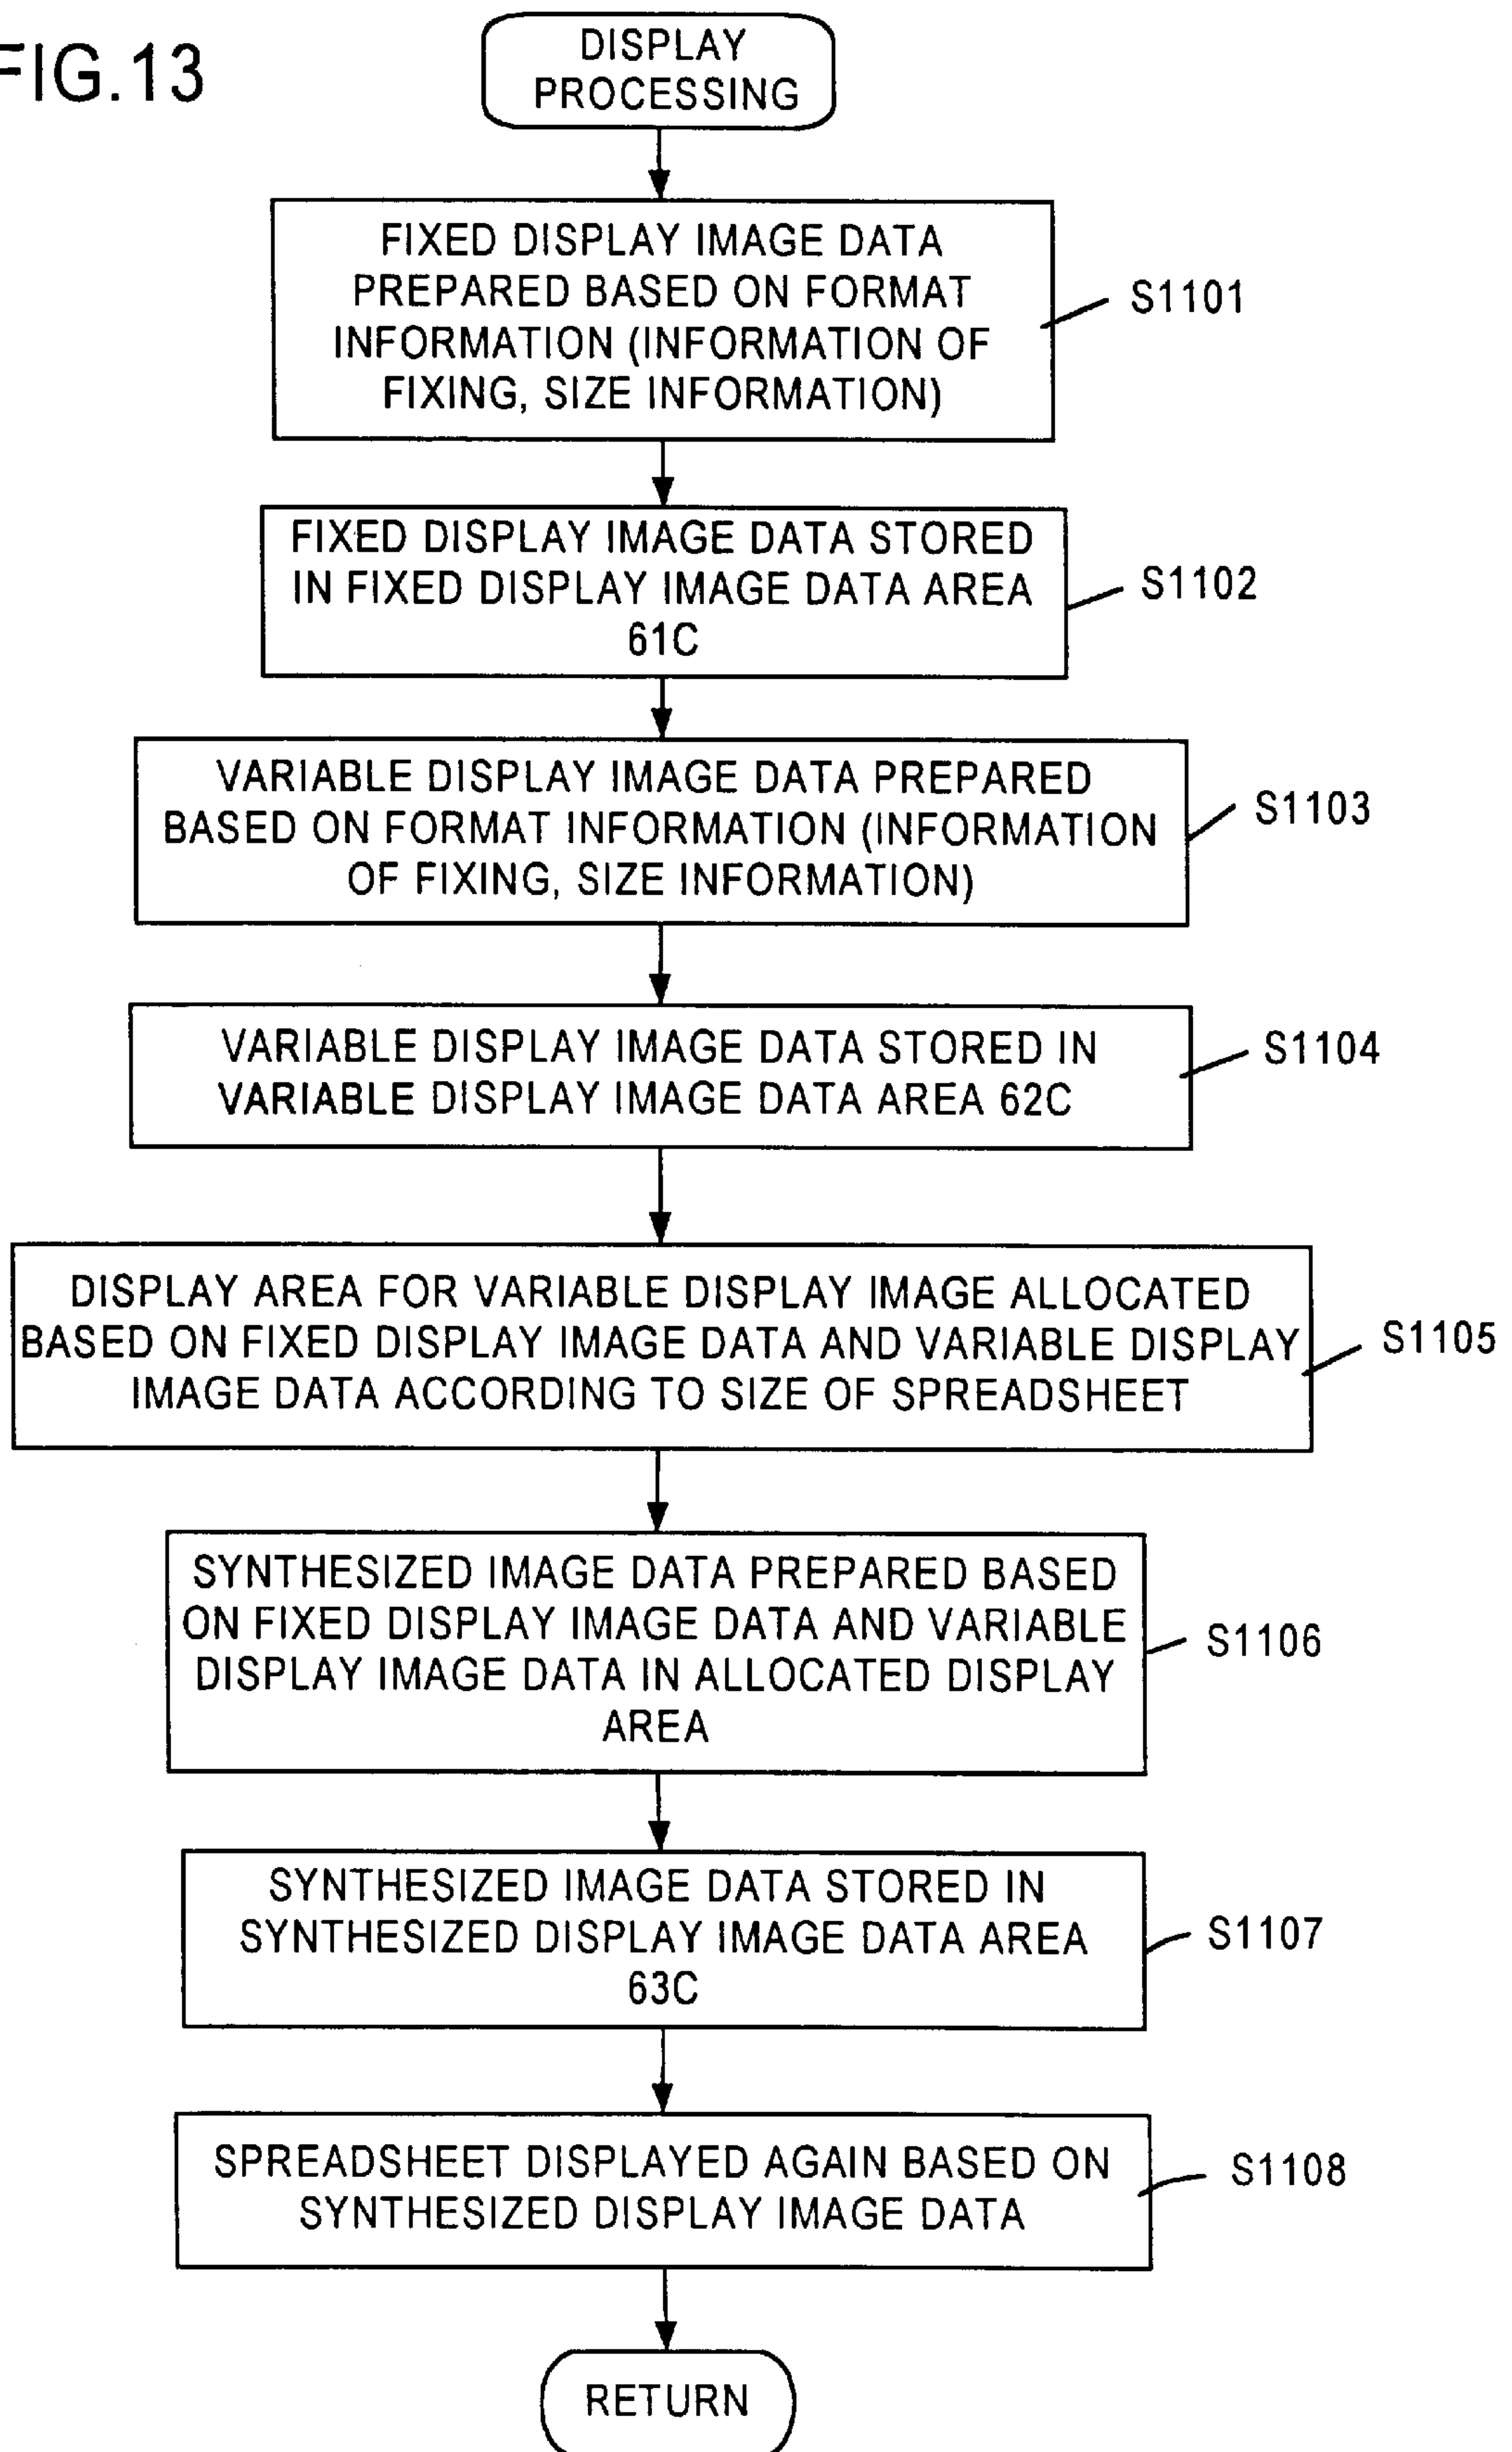 FIG.13
DISPLAY
PROCESSING
FIXED DISPLAY IMAGE DATA
PREPARED BASED ON FORMAT
INFORMATION (INFORMATION OF
FIXING, SIZE INFORMATION)
S1101
FIXED DISPLAY IMAGE DATA STORED
IN FIXED DISPLAY IMAGE DATA AREA
61C
S1102
VARIABLE DISPLAY IMAGE DATA PREPARED
BASED ON FORMAT INFORMATION (INFORMATION
OF FIXING, SIZE INFORMATION)
S1103
VARIABLE DISPLAY IMAGE DATA STORED IN
VARIABLE DISPLAY IMAGE DATA AREA 62C
S1104
DISPLAY AREA FOR VARIABLE DISPLAY IMAGE ALLOCATED
BASED ON FIXED DISPLAY IMAGE DATA AND VARIABLE DISPLAY
IMAGE DATA ACCORDING TO SIZE OF SPREADSHEET
S1105
SYNTHESIZED IMAGE DATA PREPARED BASED
ON FIXED DISPLAY IMAGE DATA AND VARIABLE
DISPLAY IMAGE DATA IN ALLOCATED DISPLAY
AREA
S1106
SYNTHESIZED IMAGE DATA STORED IN
SYNTHESIZED DISPLAY IMAGE DATA AREA
63C
S1107
SPREADSHEET DISPLAYED AGAIN BASED ON
SYNTHESIZED DISPLAY IMAGE DATA
S1108
RETURN